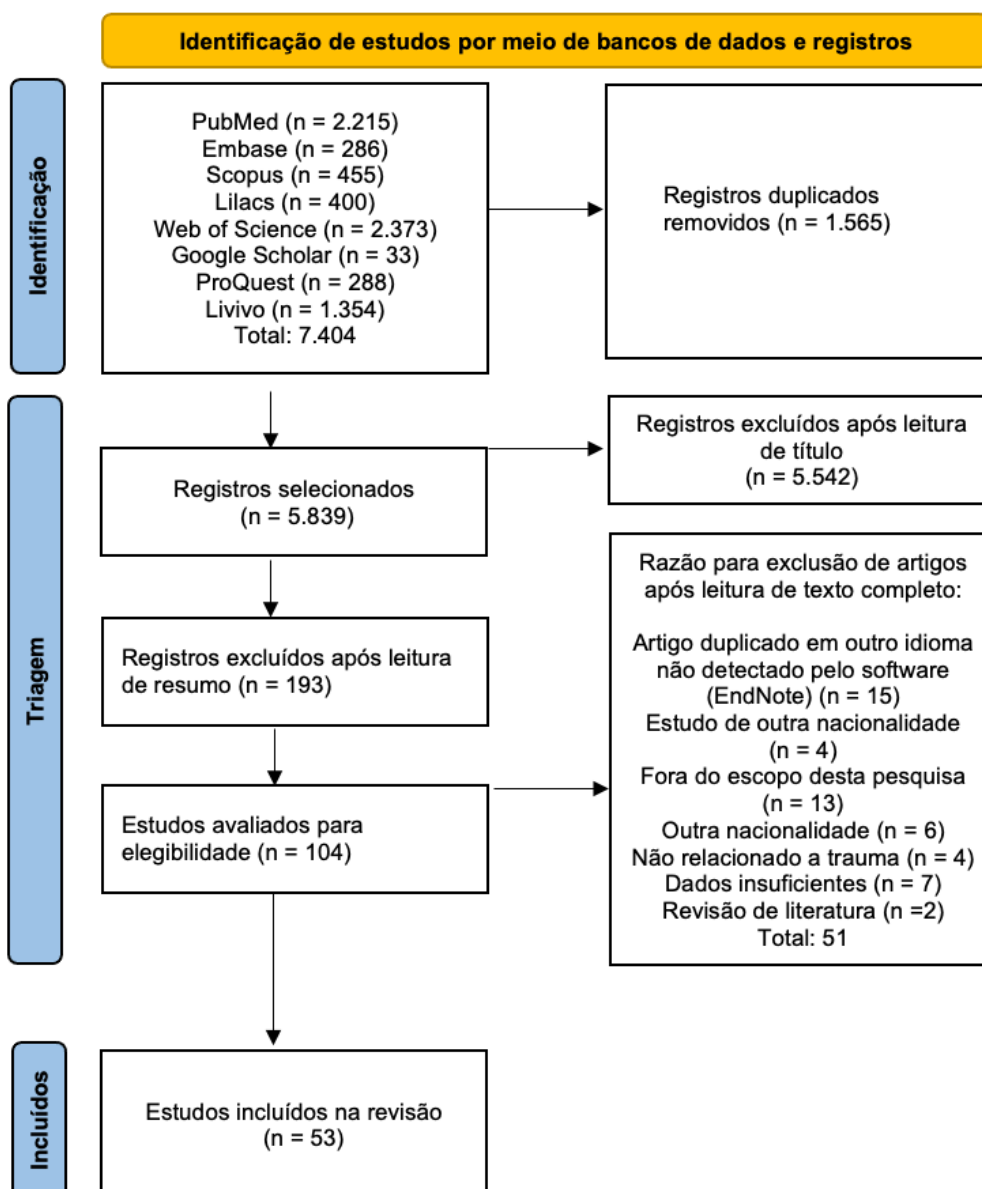 Identificação de estudos por meio de bancos de dados e registros
Identificação
PubMed (n = 2.215)
Embase (n = 286)
Scopus (n = 455)
Lilacs (n = 400)
Web of Science (n = 2.373)
Google Scholar (n = 33)
ProQuest (n = 288)
Livivo (n = 1.354)
Total: 7.404
Registros duplicados
removidos (n = 1.565)
Triagem
Registros selecionados
(n = 5.839)
Registros excluídos após leitura
de título
(n = 5.542)
Registros excluídos após leitura
de resumo (n = 193)
Estudos avaliados para
elegibilidade (n = 104)
Razão para exclusão de artigos
após leitura de texto completo:
Artigo duplicado em outro idioma
não detectado pelo software
(EndNote) (n = 15)
Estudo de outra nacionalidade
(n = 4)
Fora do escopo desta pesquisa
(n = 13)
Outra nacionalidade (n = 6)
Não relacionado a trauma (n = 4)
Dados insuficientes (n = 7)
Revisão de literatura (n =2)
Total: 51
Incluídos
Estudos incluídos na revisão
(n = 53)